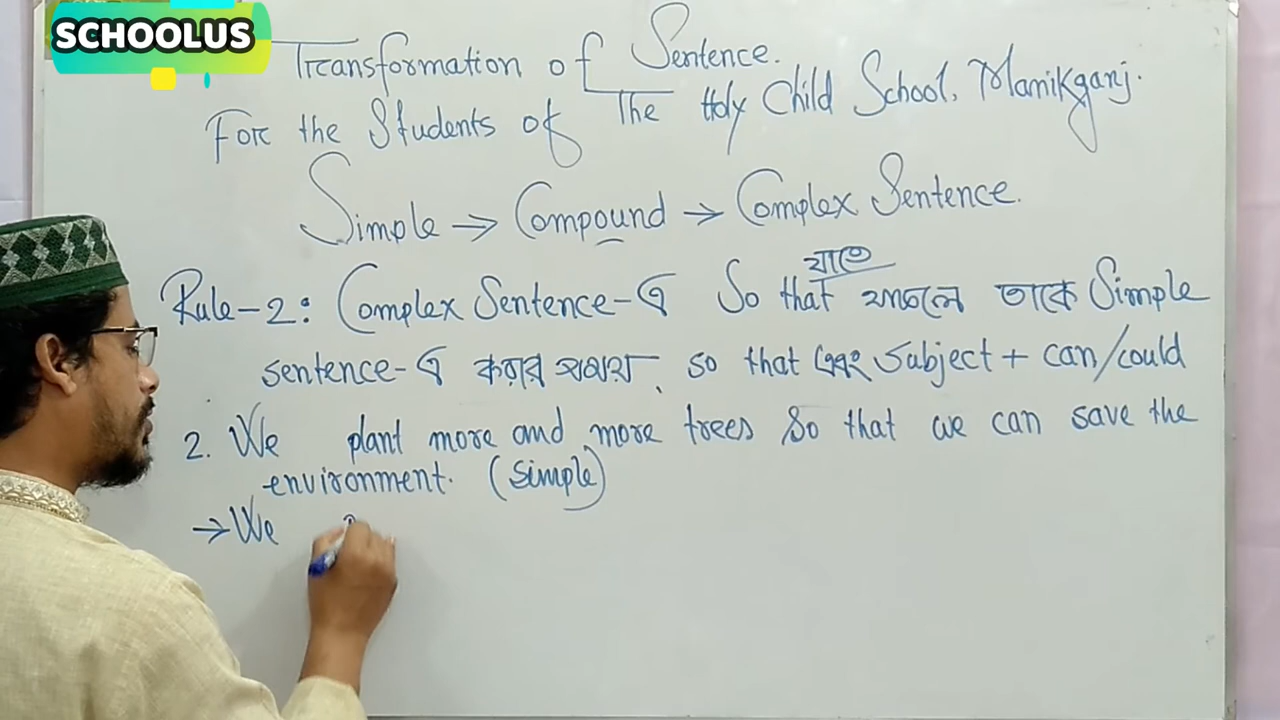 SCHOOLUS
Transformation of Sentence.
For the Students of The Holy Child School, Manikganj.
Simple → Compound → Complex Sentence.
যাতে
Rule-2: Complex Sentence-এ So that থাকলে তাকে Simple
sentence-এ করার সময়, so that এবং Subject + can/could
2. We plant more and more trees So that we can save the
environment. (Simple)
→ We